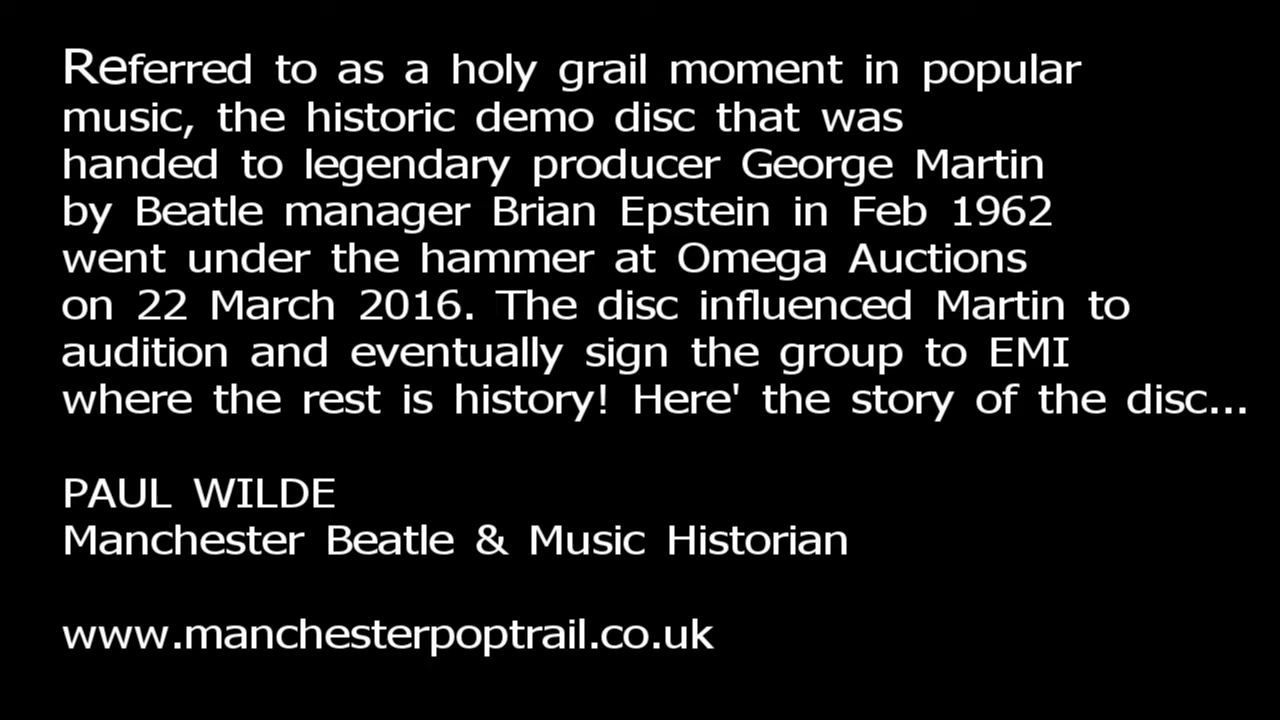 Referred to as a holy grail moment in popular
music, the historic demo disc that was
handed to legendary producer George Martin
by Beatle manager Brian Epstein in Feb 1962
went under the hammer at Omega Auctions
on 22 March 2016. The disc influenced Martin to
audition and eventually sign the group to EMI
where the rest is history! Here' the story of the disc...
PAUL WILDE
Manchester Beatle & Music Historian
www.manchesterpoptrail.co.uk